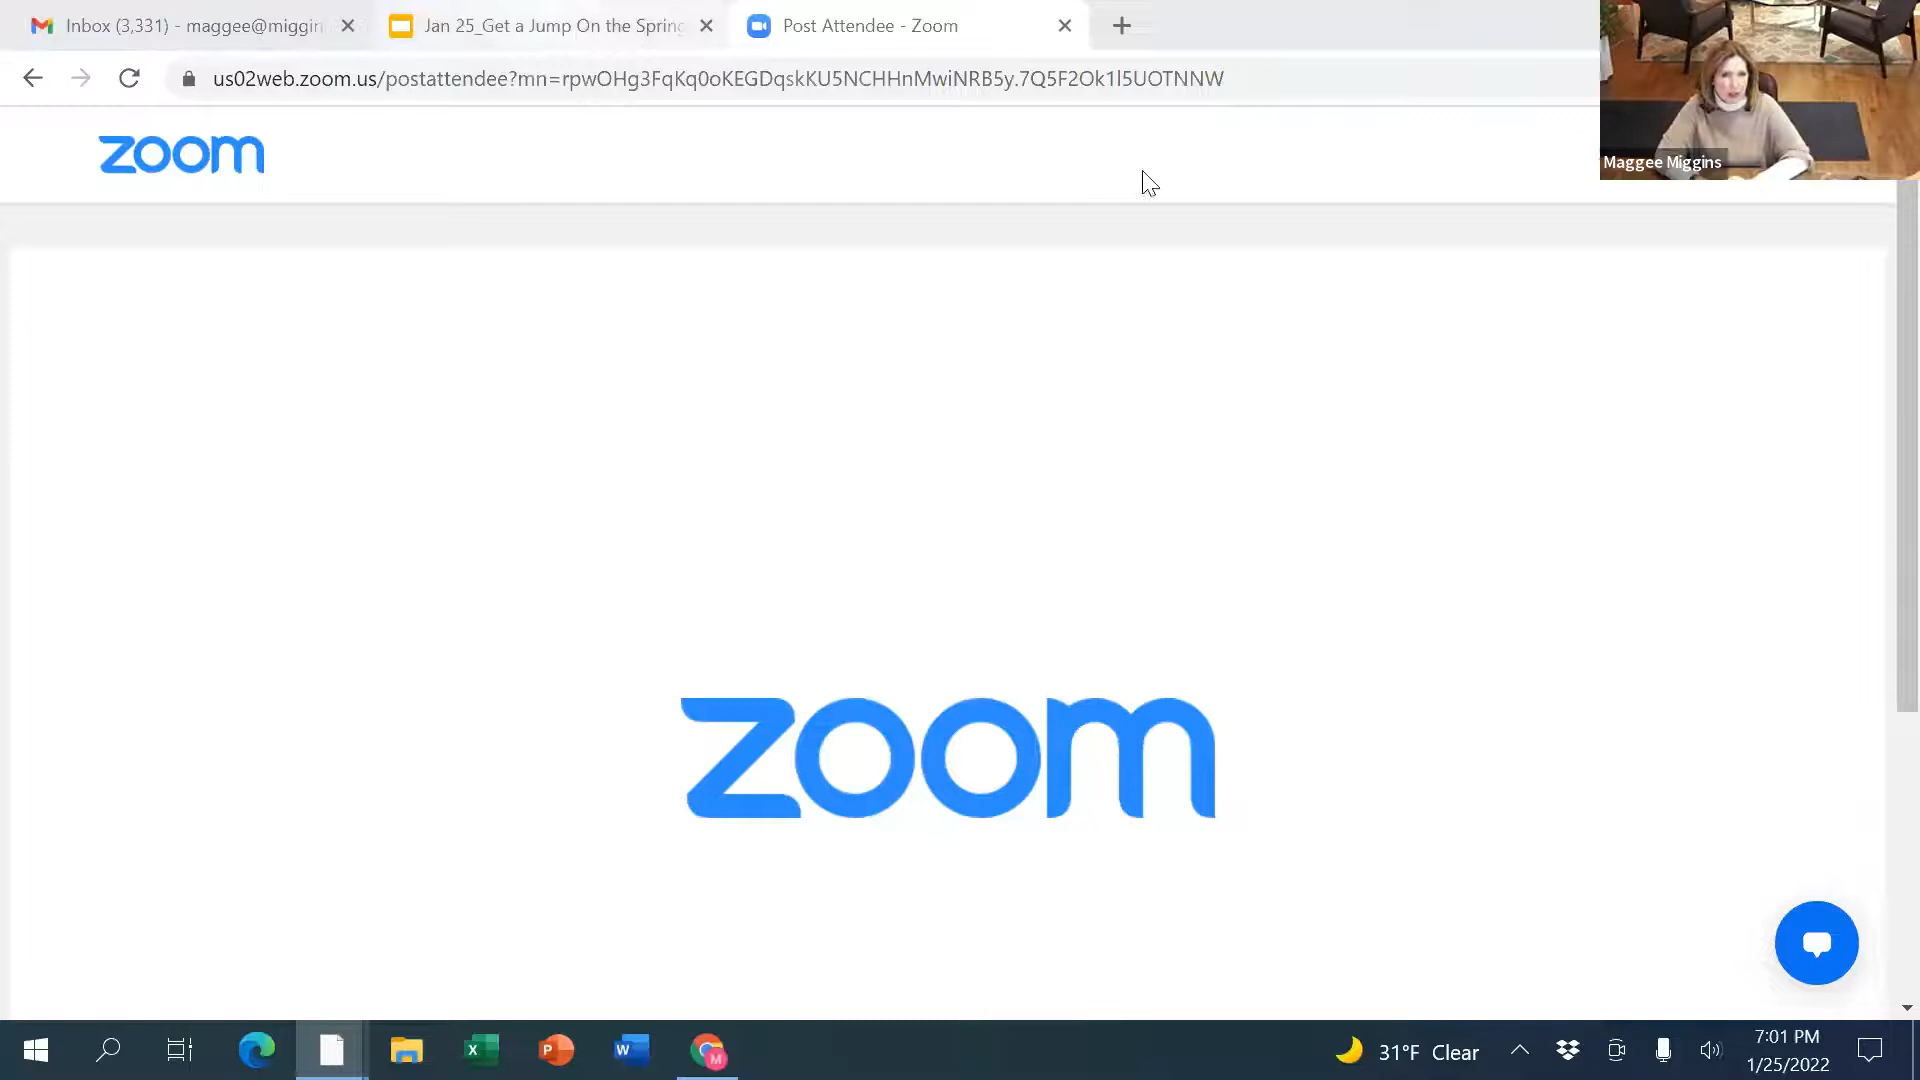 Inbox (3,331) - maggee@miggin
Jan 25_Get a Jump On the Spring
Post Attendee - Zoom
us02web.zoom.us/postattendee?mn=rpwOHg3FqKq0oKEGDqskKU5NCHHnMwiNRB5y.7Q5F2Ok1l5UOTNNW
zoom
Maggee Miggins
zoom
31°F Clear
7:01 PM
1/25/2022